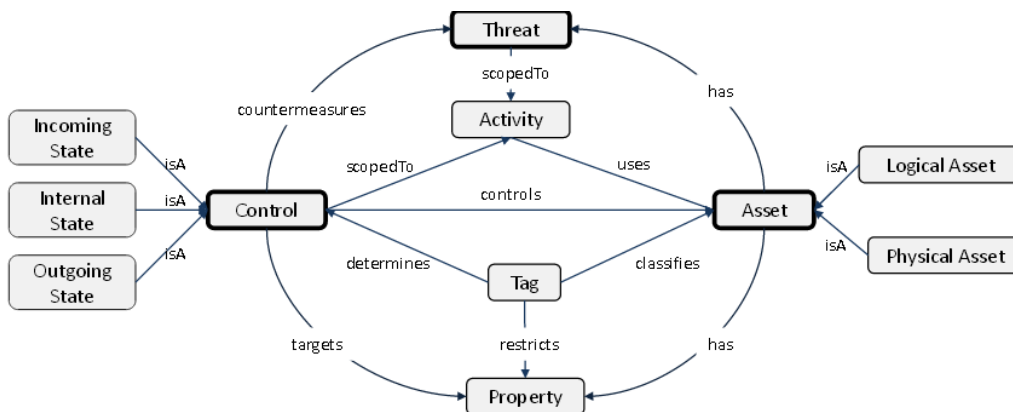 Threat
scopedTo
has
countermeasures
Incoming
State
Activity
isA
scopedTo
uses
isA
Logical Asset
Internal
State
isA
Control
controls
Asset
isA
isA
Physical Asset
Outgoing
State
determines
classifies
Tag
targets
restricts
has
Property